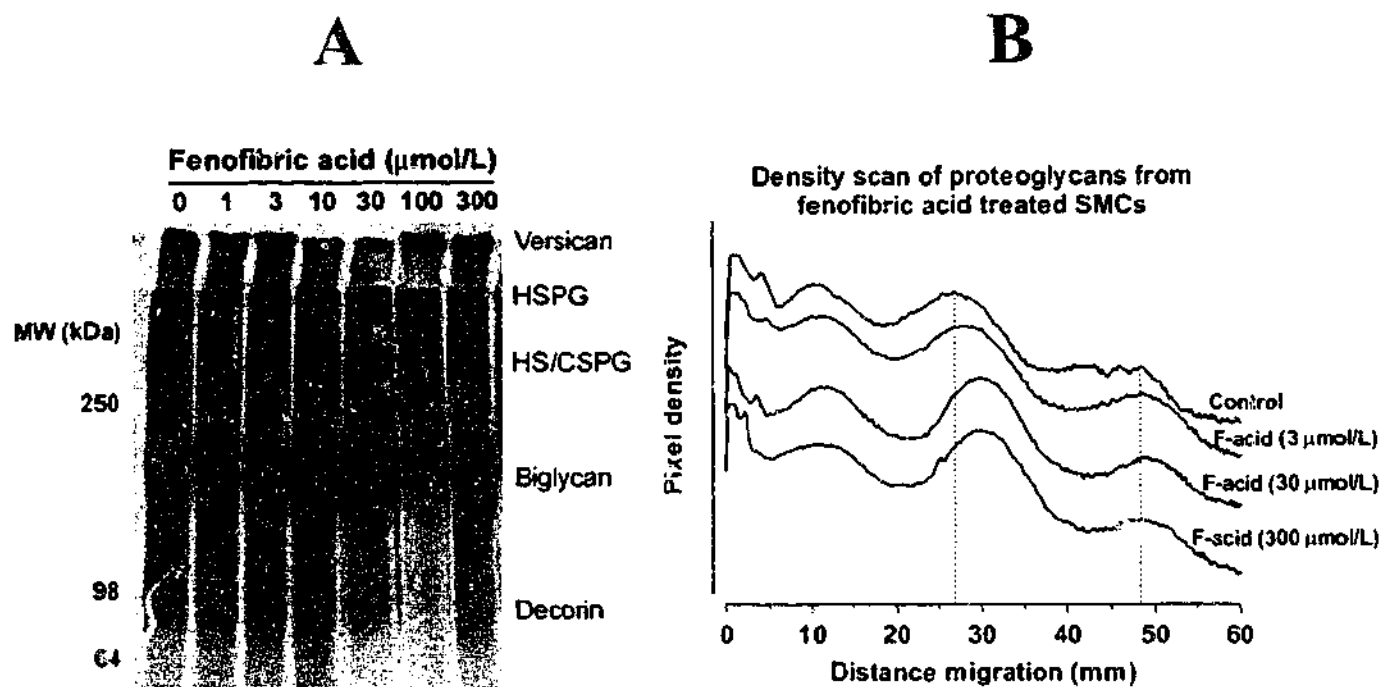 A
Fenofibric acid (μmol/L)
0 1 3 10 30 100 300
Versican
HSPG
MW (kDa)
HS/CSPG
250
Biglycan
98
Decorin
64
B
Density scan of proteoglycans from
fenofibric acid treated SMCs
Pixel density
Control
F-acid (3 μmol/L)
F-acid (30 μmol/L)
F-scid (300 μmol/L)
0 10 20 30 40 50 60
Distance migration (mm)